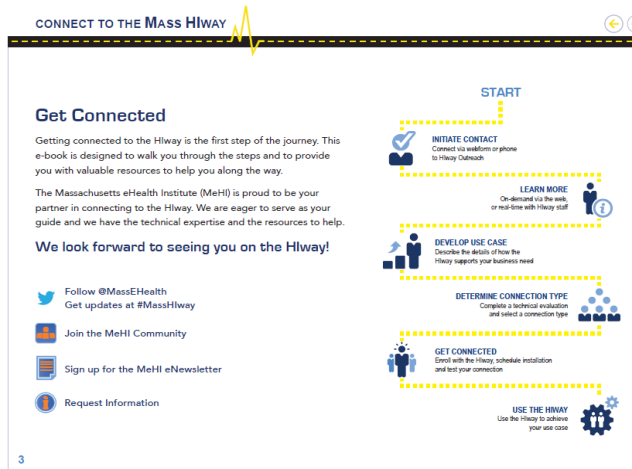 CONNECT TO THE MASS HIWAY
Get Connected
Getting connected to the HIway is the first step of the journey. This
e-book is designed to walk you through the steps and to provide
you with valuable resources to help you along the way.
The Massachusetts eHealth Institute (MeHI) is proud to be your
partner in connecting to the HIway. We are eager to serve as your
guide and we have the technical expertise and the resources to help.
We look forward to seeing you on the HIway!
Follow @MassEHealth
Get updates at #MassHIway
Join the MeHI Community
Sign up for the MeHI eNewsletter
Request Information
START
INITIATE CONTACT
Connect via webform or phone
to HIway Outreach
LEARN MORE
On-demand via the web,
or real-time with HIway staff
DEVELOP USE CASE
Describe the details of how the
HIway supports your business need
DETERMINE CONNECTION TYPE
Complete a technical evaluation
and select a connection type
GET CONNECTED
Enroll with the HIway, schedule installation
and test your connection
USE THE HIWAY
Use the HIway to achieve
your use case
3